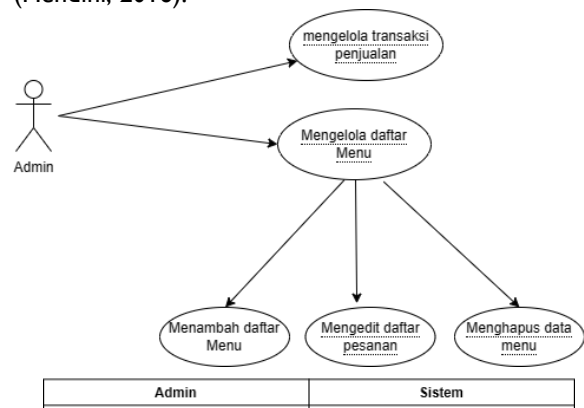 mengelola transaksi
penjualan
Admin
Mengelola daftar
Menu
Menambah daftar
Menu
Mengedit daftar
pesanan
Menghapus data
menu
Admin
Sistem